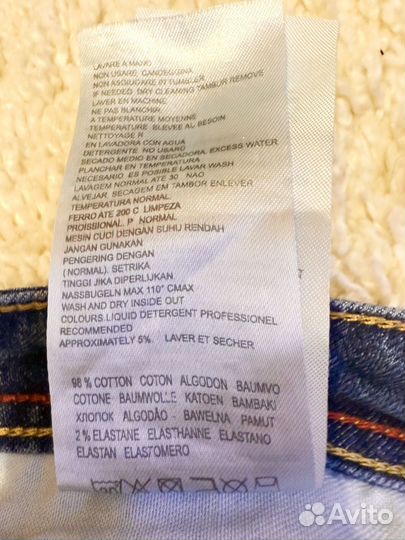 LAVARE A MANO
NON USARE CANDEGGINA
NON ASCIUGARE IN TUMBLER
IF NEEDED. DRY CLEANING TAMBUR REMOVE
LAVER EN MACHINE
NE PAS BLANCHIR
A TEMPERATURE MOYENNE
TEMPERATURE ELEVEE AU BESOIN
NETTOYAGE R
EN LAVADORA CON AGUA
DETERGENTE. NO USARÚ
SECADO MEDIO EN SECADORA. EXCESS WATER
PLANCHAR EN TEMPERATURA
NECESARIO. ES POSIBLE LAVAR WASH
LAVAGEM NORMAL ATÉ 30 NAO
ALVEJAR. SECAGEM EM TAMBOR ENLEVER
TEMPERATURA NORMAL
FERRO ATE 200 C LIMPEZA
PROISSIONAL. P NORMAL
MESIN CUCI DENGAN SUHU RENDAH
JANGAN GUNAKAN
PENGERING DENGAN
(NORMAL). SETRIKA
TINGGI JIKA DIPERLIJKAN
NASSBUGELN MAX 110° CMAX
WASH AND DRY INSIDE OUT
COLOURS.LIQUID DETERGENT PROFESSIONEL
RECOMMENDED
APPROXIMATELY 5%. LAVER ET SECHER
98 % COTTON COTON ALGODON BAUMVO
COTONE BAUMWOLLE KATOEN BAMBAKI
ХЛОПОК ALGODÃO - BAWELNA PAMUT
2 % ELASTANE ELASTHANNE ELASTANO
ELASTAN ELASTOMERO
Avito